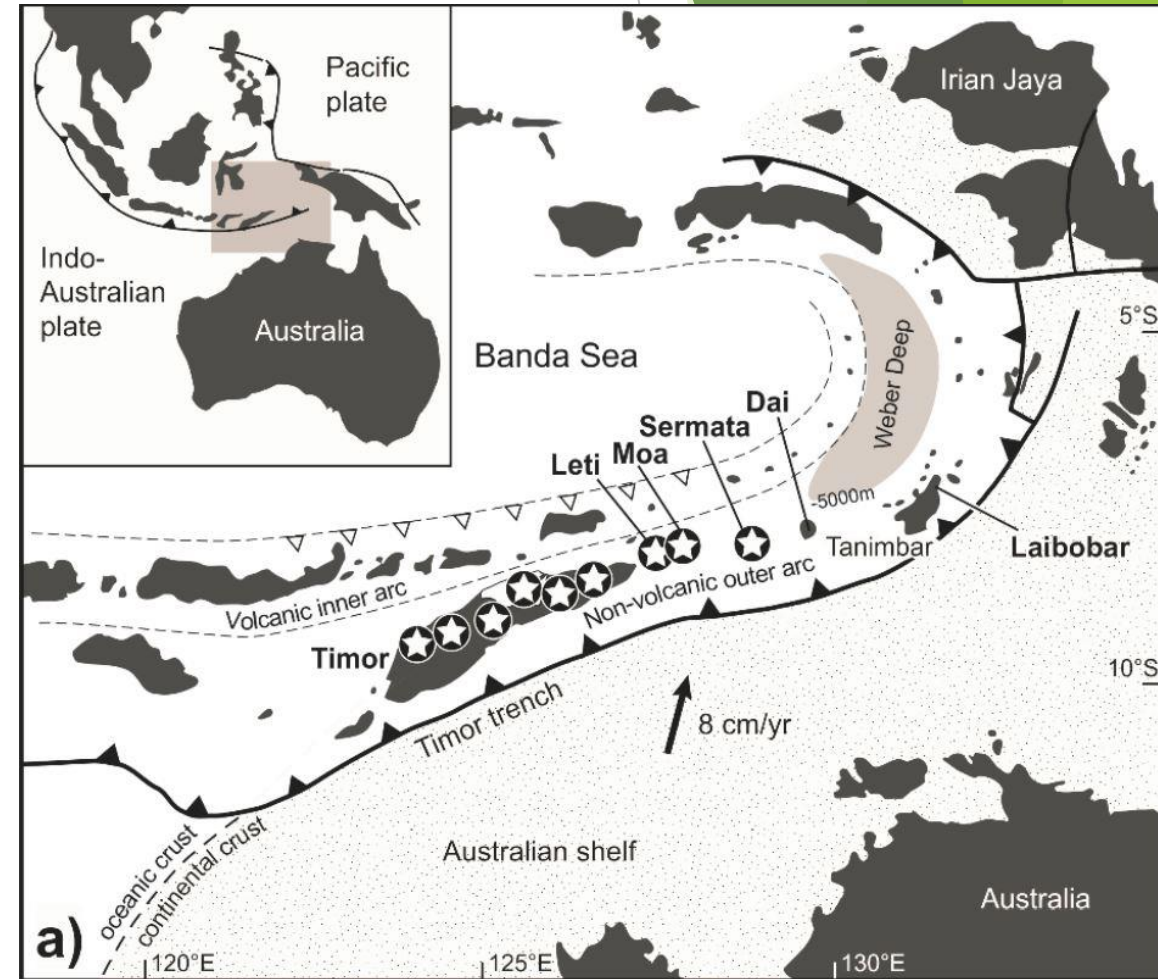 Pacific
plate
Indo-
Australian
plate
Australia
Irian Jaya
5°S
Banda Sea
Weber Deep
Dai
Sermata
Moa
Leti
-5000m
Tanimbar
Laibobar
Volcanic inner arc
Non-volcanic outer arc
Timor
10°S
Timor trench
8 cm/yr
Australian shelf
oceanic crust
continental crust
Australia
a)
120°E
125°E
130°E